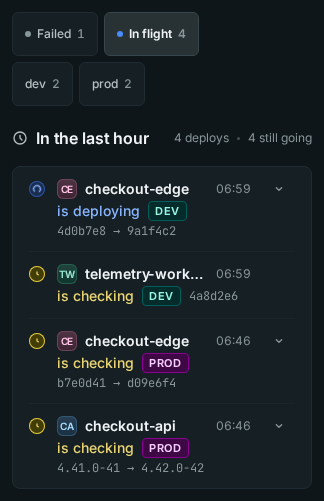 Failed 1
In flight 4
dev 2
prod 2
In the last hour
4 deploys • 4 still going
CE checkout-edge 06:59
is deploying DEV
4d0b7e8 → 9a1f4c2
TW telemetry-work... 06:59
is checking DEV 4a8d2e6
CE checkout-edge 06:46
is checking PROD
b7e0d41 → d09e6f4
CA checkout-api 06:46
is checking PROD
4.41.0-41 → 4.42.0-42